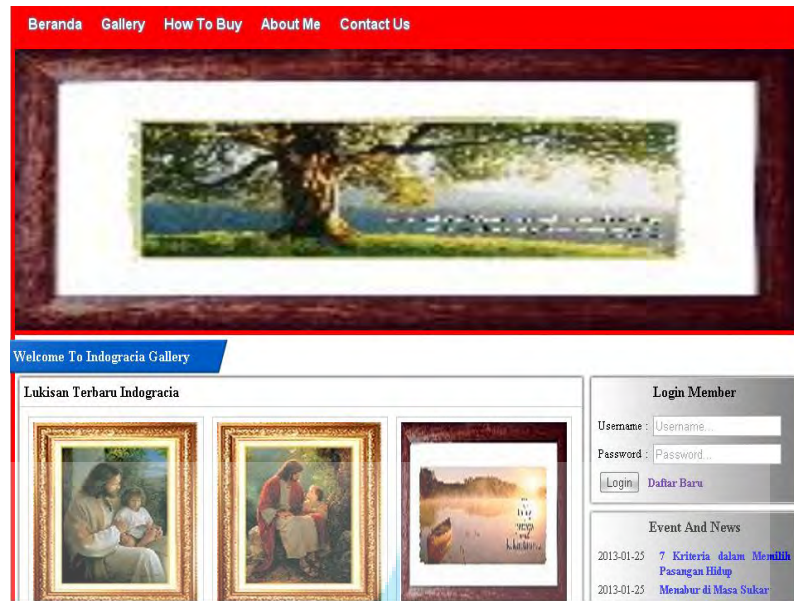 Beranda Gallery How To Buy About Me Contact Us
Welcome To Indogracia Gallery
Lukisan Terbaru Indogracia
Login Member
Username : Username...
Password : Password...
Login Daftar Baru
Event And News
2013-01-25 7 Kriteria dalam Memilih
Pasangan Hidup
2013-01-25 Menabur di Masa Sukar